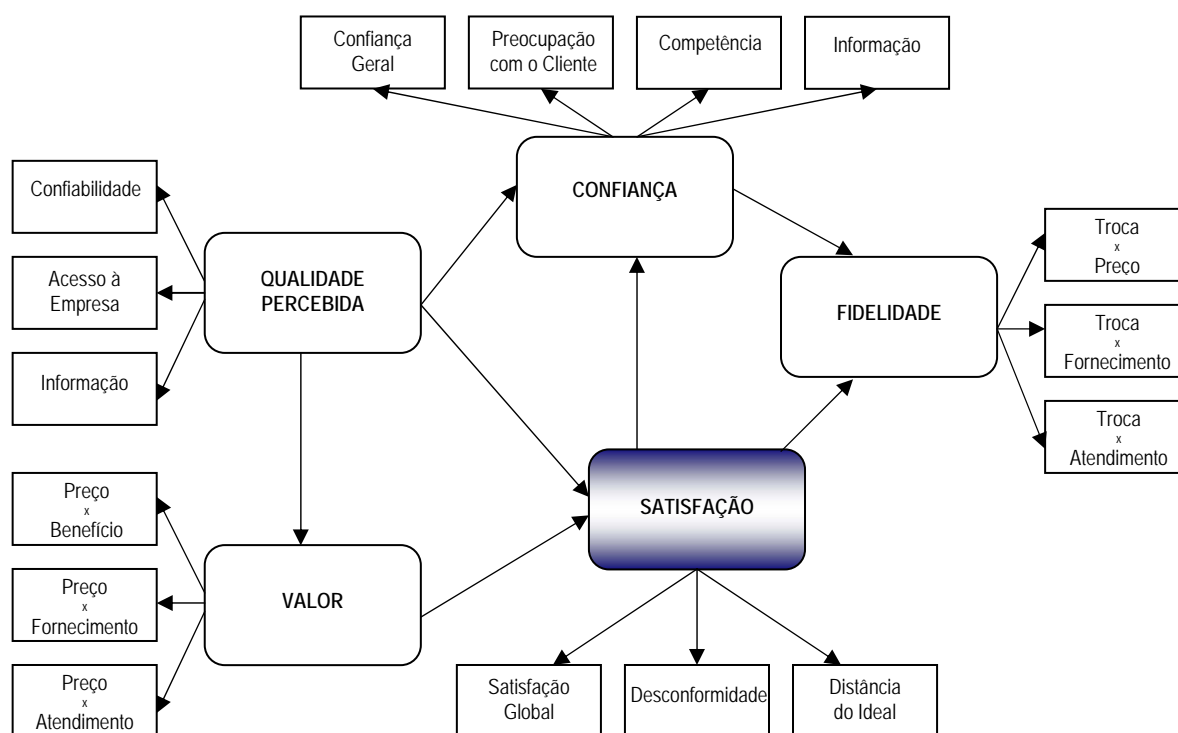 Confiança
Geral
Preocupação
com o Cliente
Competência
Informação
CONFIANÇA
Confiabilidade
Acesso à
Empresa
Informação
QUALIDADE
PERCEBIDA
FIDELIDADE
Troca
x
Preço
Troca
x
Fornecimento
Troca
x
Atendimento
Preço
x
Benefício
Preço
x
Fornecimento
Preço
x
Atendimento
VALOR
SATISFAÇÃO
Satisfação
Global
Desconformidade
Distância
do Ideal